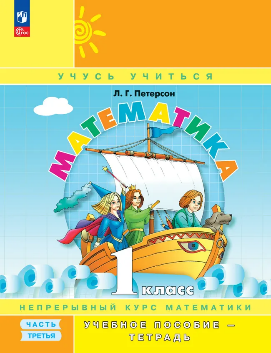 УЧУСЬ УЧИТЬСЯ
Л. Г. Петерсон
МАТЕМАТИКА
1 класс
НЕПРЕРЫВНЫЙ КУРС МАТЕМАТИКИ
ЧАСТЬ
ТРЕТЬЯ
УЧЕБНОЕ ПОСОБИЕ –
ТЕТРАДЬ